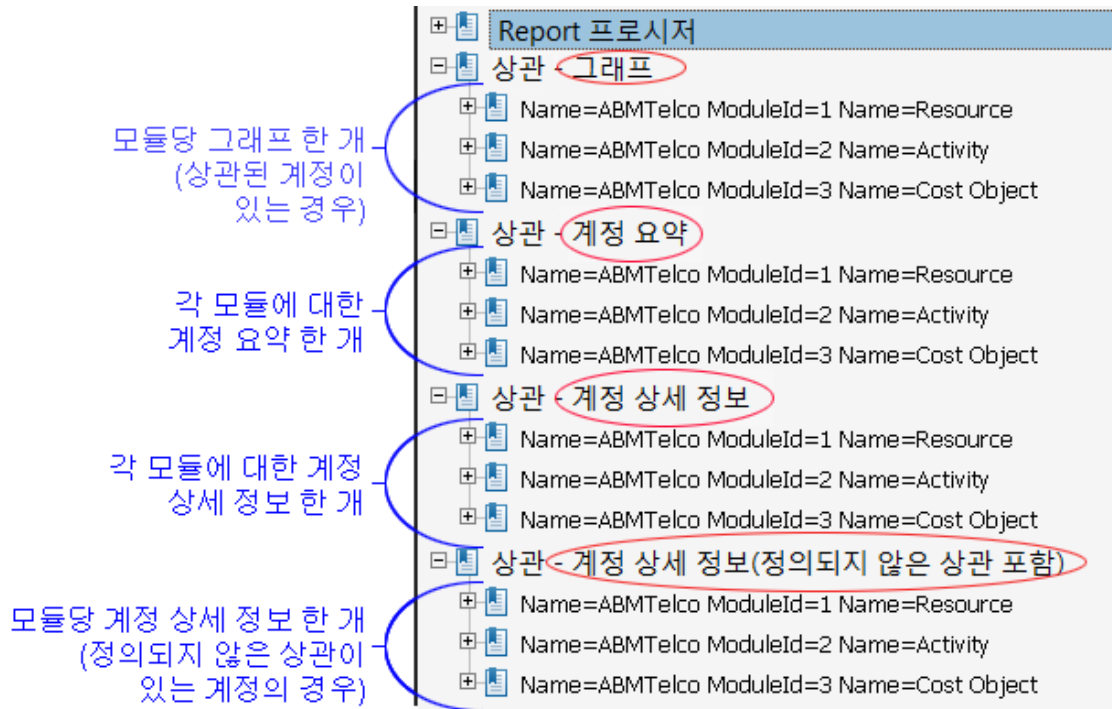 Report 프로시저
상관 - 그래프
Name=ABMTelco ModuleId=1 Name=Resource
Name=ABMTelco ModuleId=2 Name=Activity
Name=ABMTelco ModuleId=3 Name=Cost Object
모듈당 그래프 한 개
(상관된 계정이
있는 경우)
상관 - 계정 요약
Name=ABMTelco ModuleId=1 Name=Resource
Name=ABMTelco ModuleId=2 Name=Activity
Name=ABMTelco ModuleId=3 Name=Cost Object
각 모듈에 대한
계정 요약 한 개
상관 - 계정 상세 정보
Name=ABMTelco ModuleId=1 Name=Resource
Name=ABMTelco ModuleId=2 Name=Activity
Name=ABMTelco ModuleId=3 Name=Cost Object
각 모듈에 대한 계정
상세 정보 한 개
상관 - 계정 상세 정보(정의되지 않은 상관 포함)
Name=ABMTelco ModuleId=1 Name=Resource
Name=ABMTelco ModuleId=2 Name=Activity
Name=ABMTelco ModuleId=3 Name=Cost Object
모듈당 계정 상세 정보 한 개
(정의되지 않은 상관이
있는 계정의 경우)